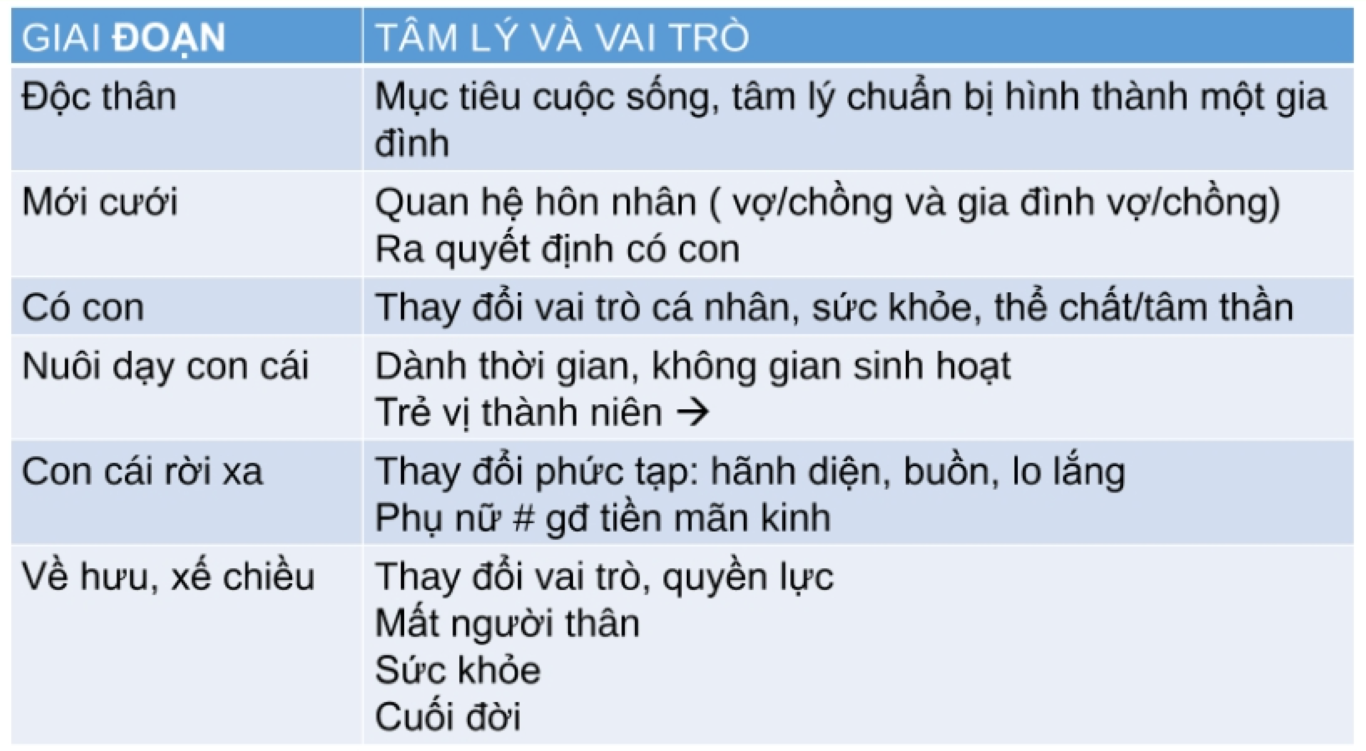 GIAI ĐOẠN
TÂM LÝ VÀ VAI TRÒ
Độc thân
Mục tiêu cuộc sống, tâm lý chuẩn bị hình thành một gia
đình
Mới cưới
Quan hệ hôn nhân ( vợ/chồng và gia đình vợ/chồng)
Ra quyết định có con
Có con
Thay đổi vai trò cá nhân, sức khỏe, thể chất/tâm thần
Nuôi dạy con cái
Dành thời gian, không gian sinh hoạt
Trẻ vị thành niên →
Con cái rời xa
Thay đổi phức tạp: hãnh diện, buồn, lo lắng
Phụ nữ # gđ tiền mãn kinh
Về hưu, xế chiều
Thay đổi vai trò, quyền lực
Mất người thân
Sức khỏe
Cuối đời